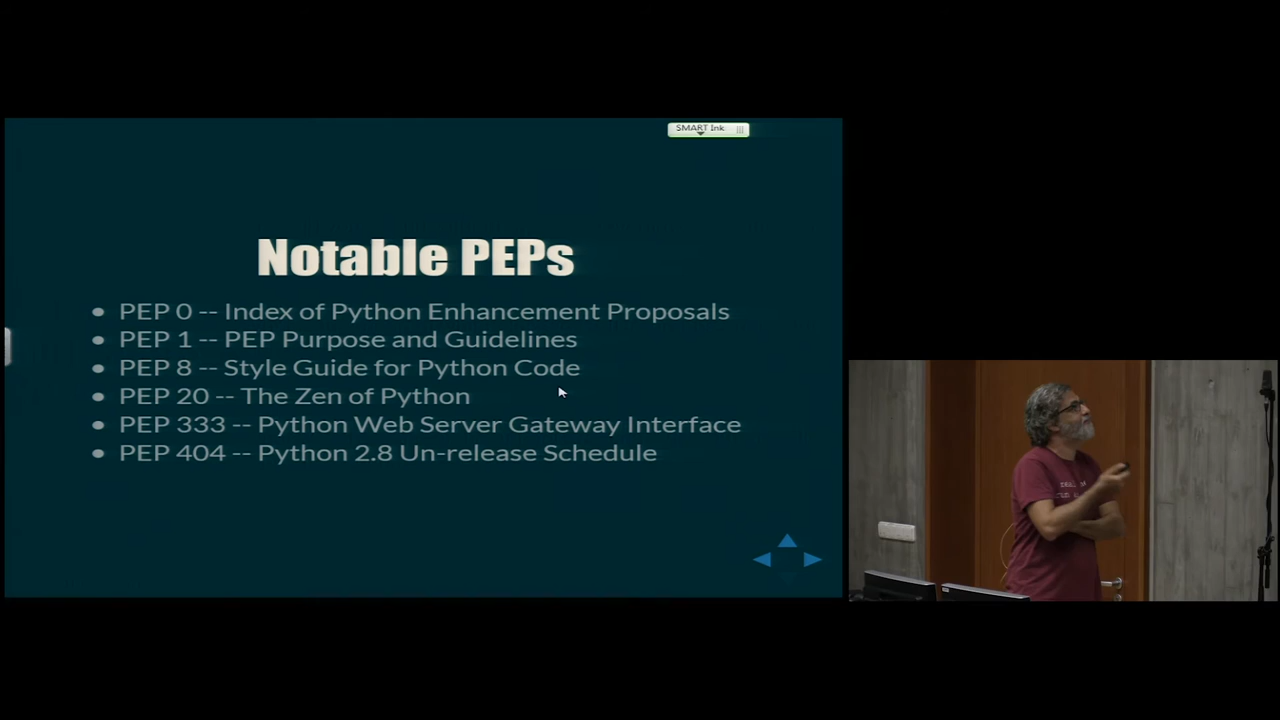 SMART Ink
Notable PEPs
PEP 0 -- Index of Python Enhancement Proposals
PEP 1 -- PEP Purpose and Guidelines
PEP 8 -- Style Guide for Python Code
PEP 20 -- The Zen of Python
PEP 333 -- Python Web Server Gateway Interface
PEP 404 -- Python 2.8 Un-release Schedule